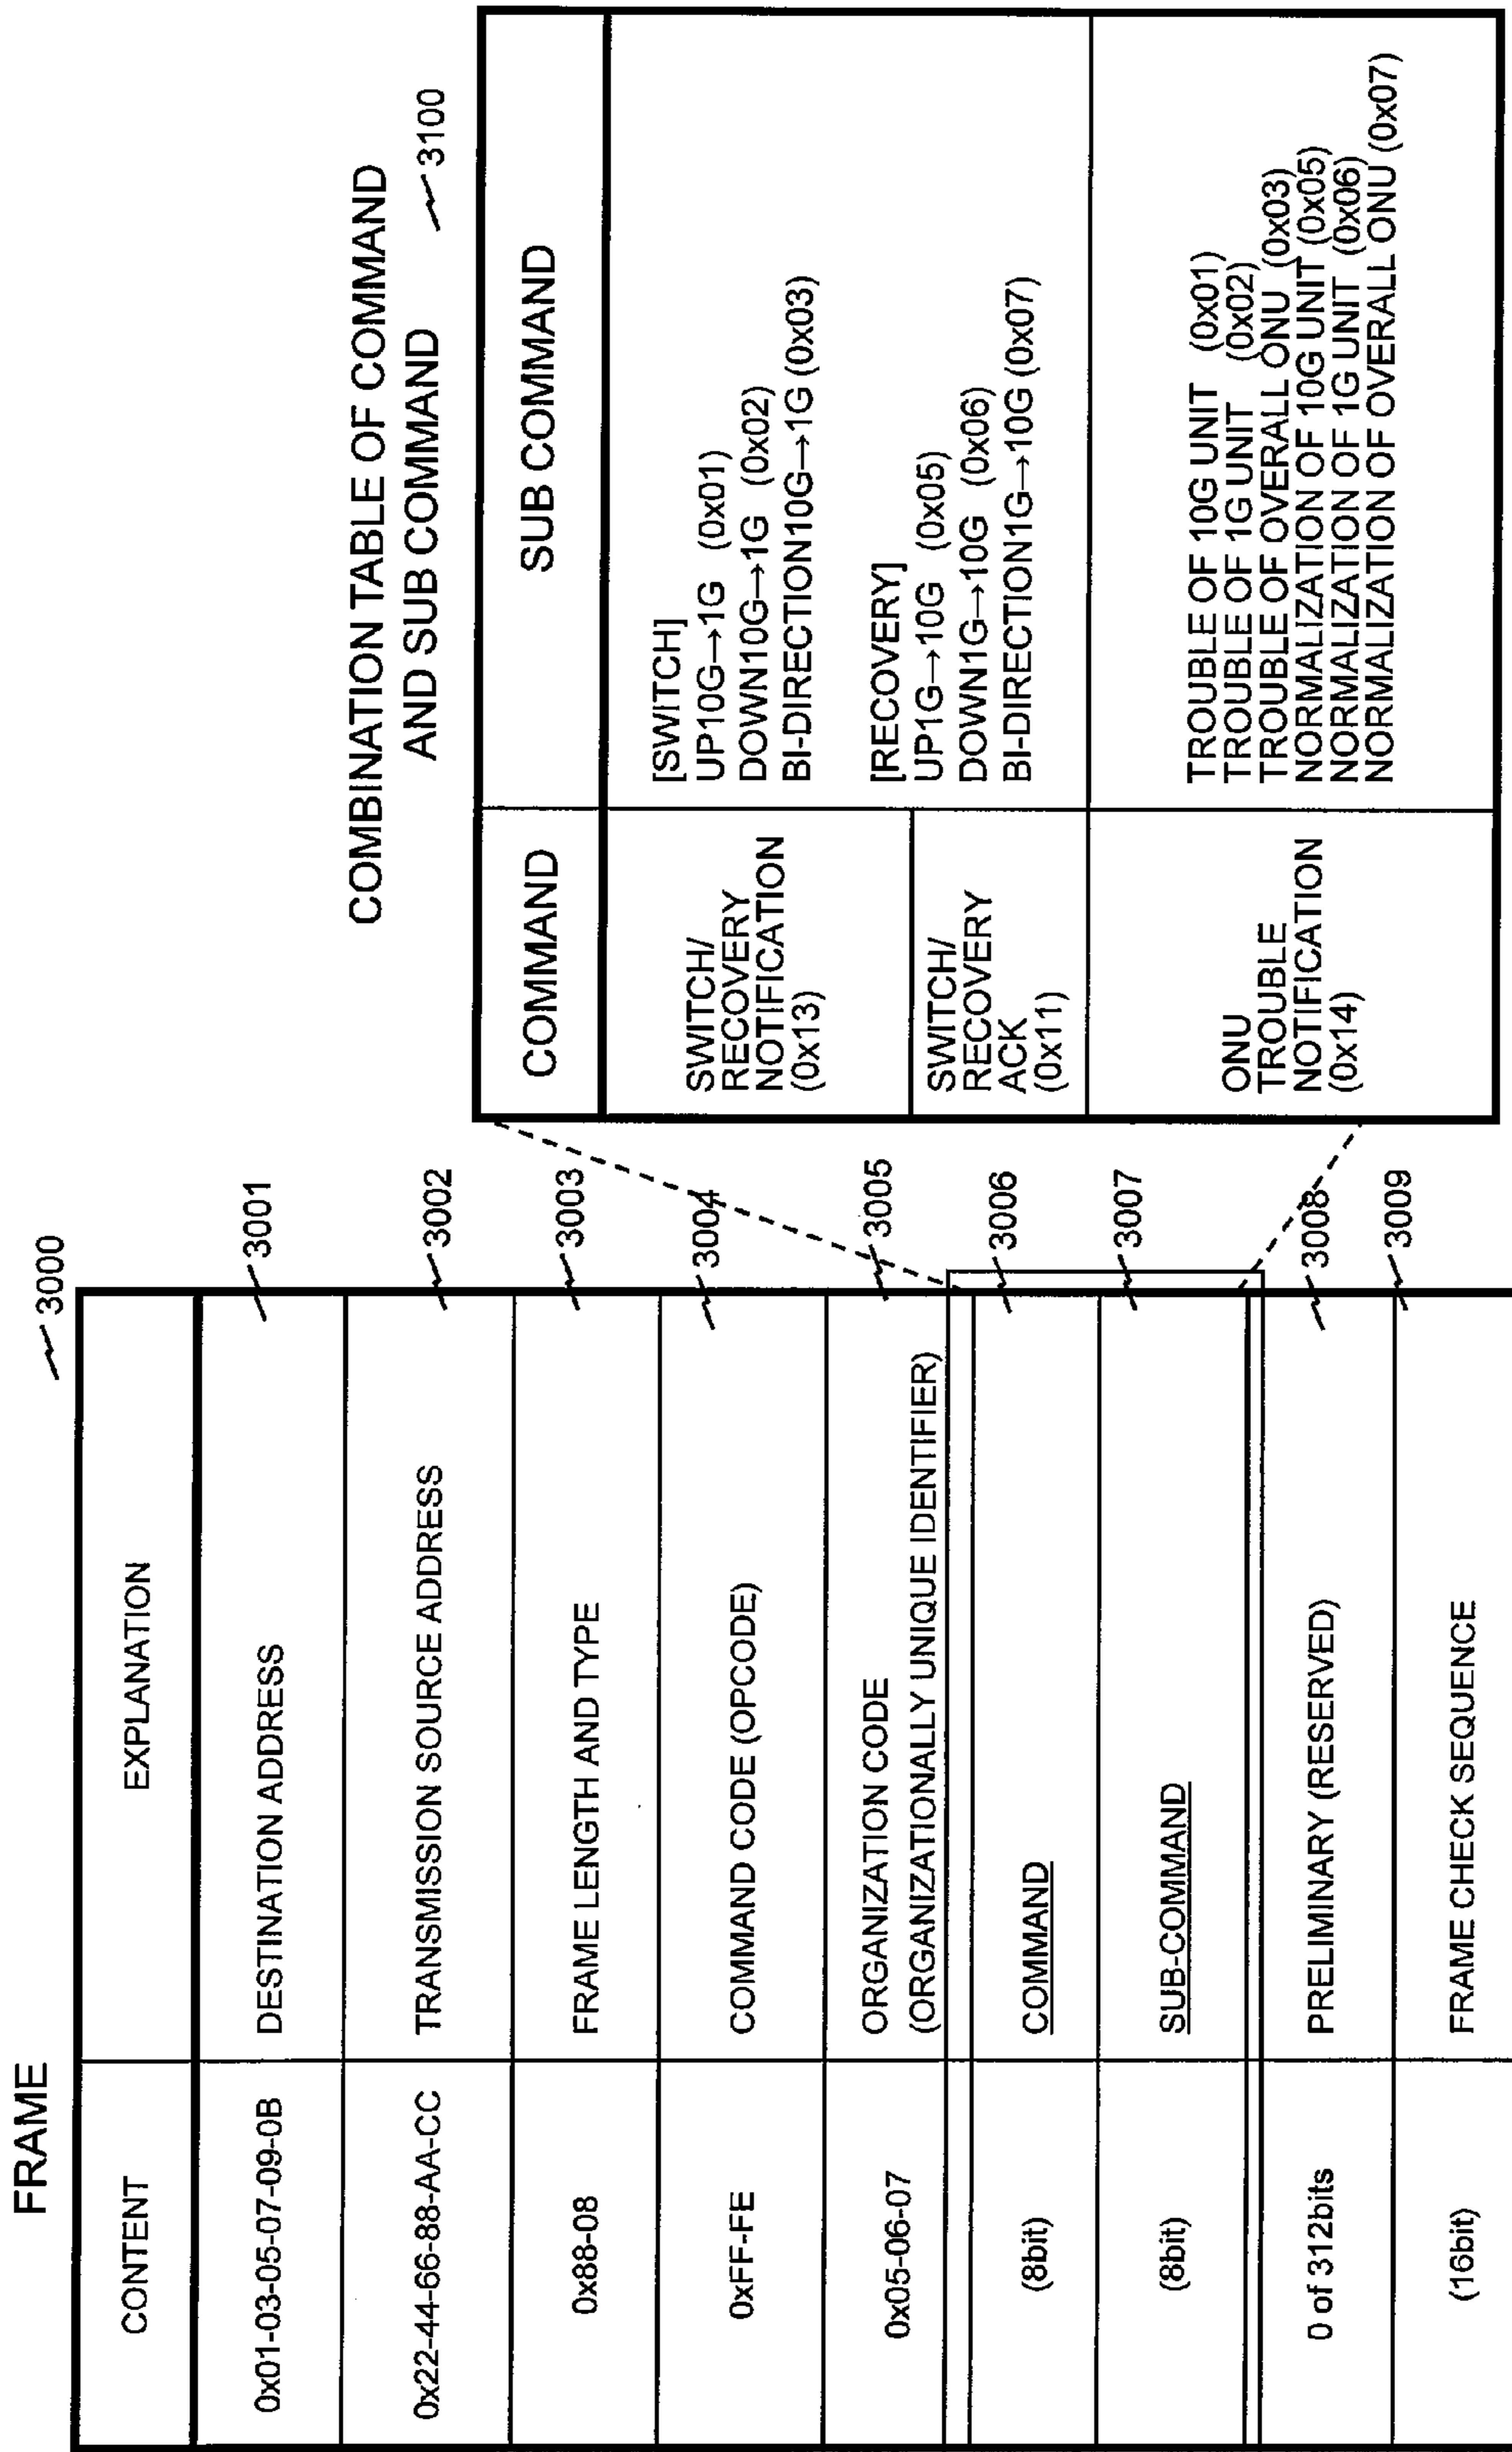 FRAME
3000
CONTENT EXPLANATION
0x01-03-05-07-09-0B DESTINATION ADDRESS 3001
0x22-44-66-88-AA-CC TRANSMISSION SOURCE ADDRESS 3002
0x88-08 FRAME LENGTH AND TYPE 3003
0xFF-FE COMMAND CODE (OPCODE) 3004
0x05-06-07 ORGANIZATION CODE 3005
(ORGANIZATIONALLY UNIQUE IDENTIFIER)
(8bit) COMMAND 3006
(8bit) SUB-COMMAND 3007
0 of 312bits PRELIMINARY (RESERVED) 3008
(16bit) FRAME CHECK SEQUENCE 3009
COMBINATION TABLE OF COMMAND
AND SUB COMMAND 3100
COMMAND SUB COMMAND
SWITCH/
RECOVERY
NOTIFICATION
(0x13)
SWITCH/
RECOVERY
ACK
(0x11)
[SWITCH]
UP10G→1G (0x01)
DOWN10G→1G (0x02)
BI-DIRECTION10G→1G (0x03)
[RECOVERY]
UP1G→10G (0x05)
DOWN1G→10G (0x06)
BI-DIRECTION1G→10G (0x07)
ONU
TROUBLE
NOTIFICATION
(0x14)
TROUBLE OF 10G UNIT (0x01)
TROUBLE OF 1G UNIT (0x02)
TROUBLE OF OVERALL ONU (0x03)
NORMALIZATION OF 10G UNIT (0x05)
NORMALIZATION OF 1G UNIT (0x06)
NORMALIZATION OF OVERALL ONU (0x07)